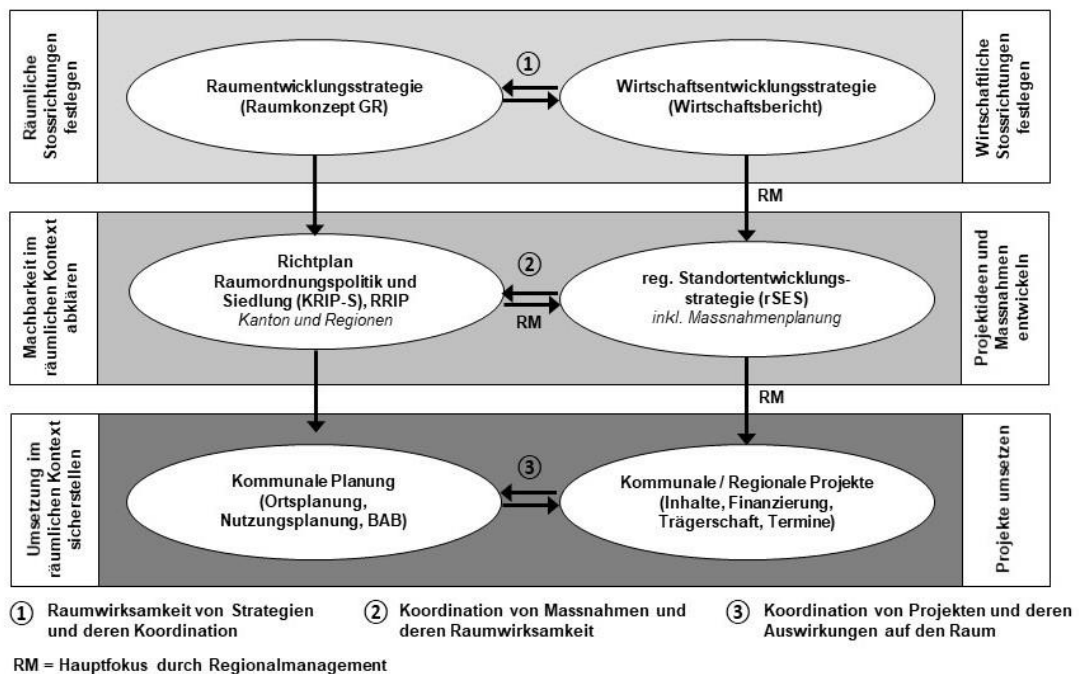 Räumliche
Stossrichtungen
festlegen
Raumentwicklungsstrategie
(Raumkonzept GR)
①
Wirtschaftsentwicklungsstrategie
(Wirtschaftsbericht)
Wirtschaftliche
Stossrichtungen
festlegen
RM
Machbarkeit im
räumlichen Kontext
abklären
Richtplan
Raumordnungspolitik und
Siedlung (KRIP-S), RRIP
Kanton und Regionen
②
RM
reg. Standortentwicklungs-
strategie (rSES)
inkl. Massnahmenplanung
Projektideen und
Massnahmen
entwickeln
RM
Umsetzung im
räumlichen Kontext
sicherstellen
Kommunale Planung
(Ortsplanung,
Nutzungsplanung, BAB)
③
Kommunale / Regionale Projekte
(Inhalte, Finanzierung,
Trägerschaft, Termine)
Projekte umsetzen
① Raumwirksamkeit von Strategien
und deren Koordination
② Koordination von Massnahmen und
deren Raumwirksamkeit
③ Koordination von Projekten und deren
Auswirkungen auf den Raum
RM = Hauptfokus durch Regionalmanagement